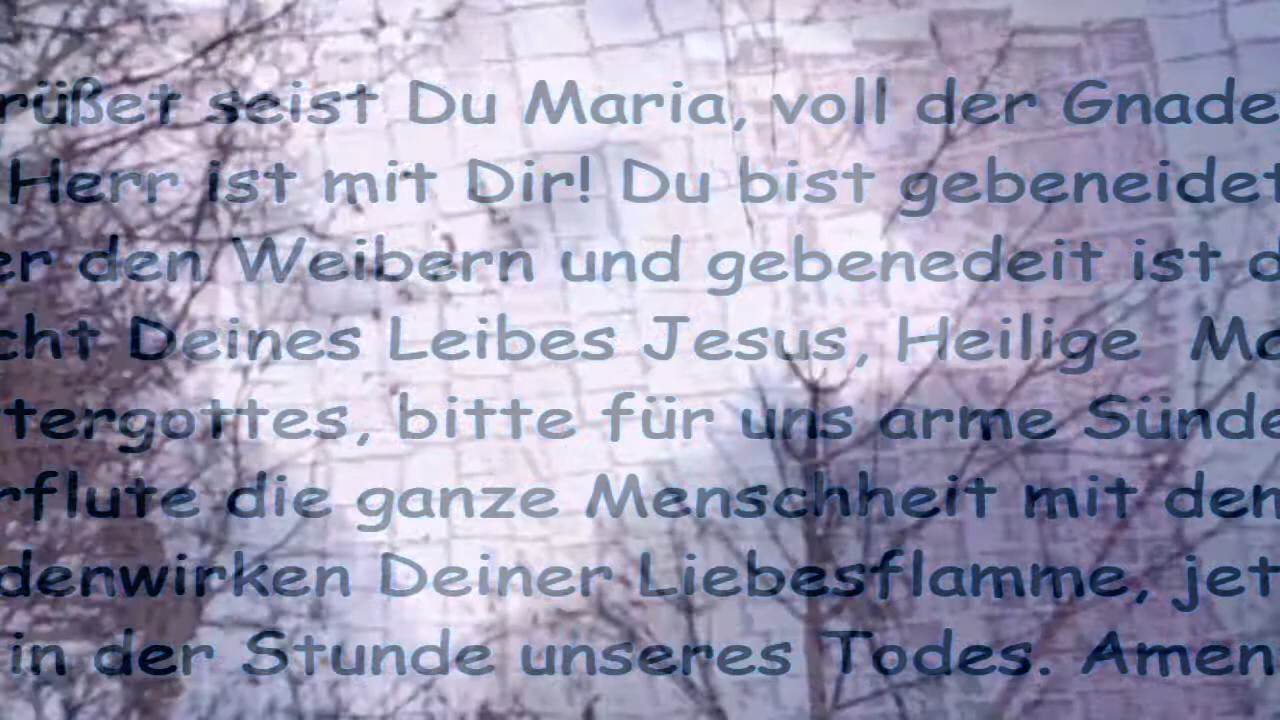 rüßet seist Du Maria, voll der Gnade
Herr ist mit Dir! Du bist gebeneidet
er den Weibern und gebenedeit ist d
cht Deines Leibes Jesus, Heilige Ma
tergottes, bitte für uns arme Sünde
rflute die ganze Menschheit mit den
denwirken Deiner Liebesflamme, jet
in der Stunde unseres Todes. Amen